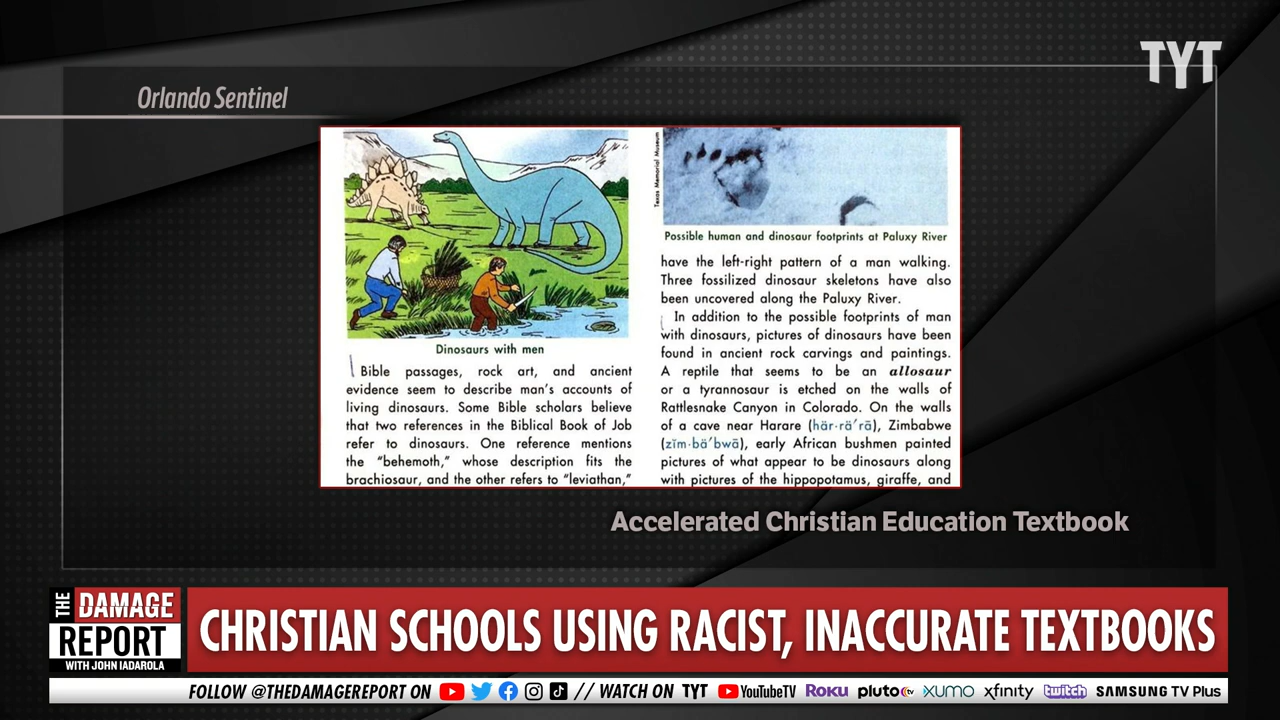 TYT
Orlando Sentinel
Texas Memorial Museum
Possible human and dinosaur footprints at Paluxy River
Dinosaurs with men
Bible passages, rock art, and ancient
evidence seem to describe man's accounts of
living dinosaurs. Some Bible scholars believe
that two references in the Biblical Book of Job
refer to dinosaurs. One reference mentions
the "behemoth," whose description fits the
brachiosaur, and the other refers to "leviathan,"
have the left-right pattern of a man walking.
Three fossilized dinosaur skeletons have also
been uncovered along the Paluxy River.
In addition to the possible footprints of man
with dinosaurs, pictures of dinosaurs have been
found in ancient rock carvings and paintings.
A reptile that seems to be an allosaur
or a tyrannosaur is etched on the walls of
Rattlesnake Canyon in Colorado. On the walls
of a cave near Harare (här·rä′rā), Zimbabwe
(zĭm·bä′bwā), early African bushmen painted
pictures of what appear to be dinosaurs along
with pictures of the hippopotamus, giraffe, and
Accelerated Christian Education Textbook
THE DAMAGE
REPORT
WITH JOHN IADAROLA
CHRISTIAN SCHOOLS USING RACIST, INACCURATE TEXTBOOKS
FOLLOW @THEDAMAGEREPORT ON // WATCH ON TYT YouTubeTV ROKU pluto tv xumo xfinity twitch SAMSUNG TV Plus